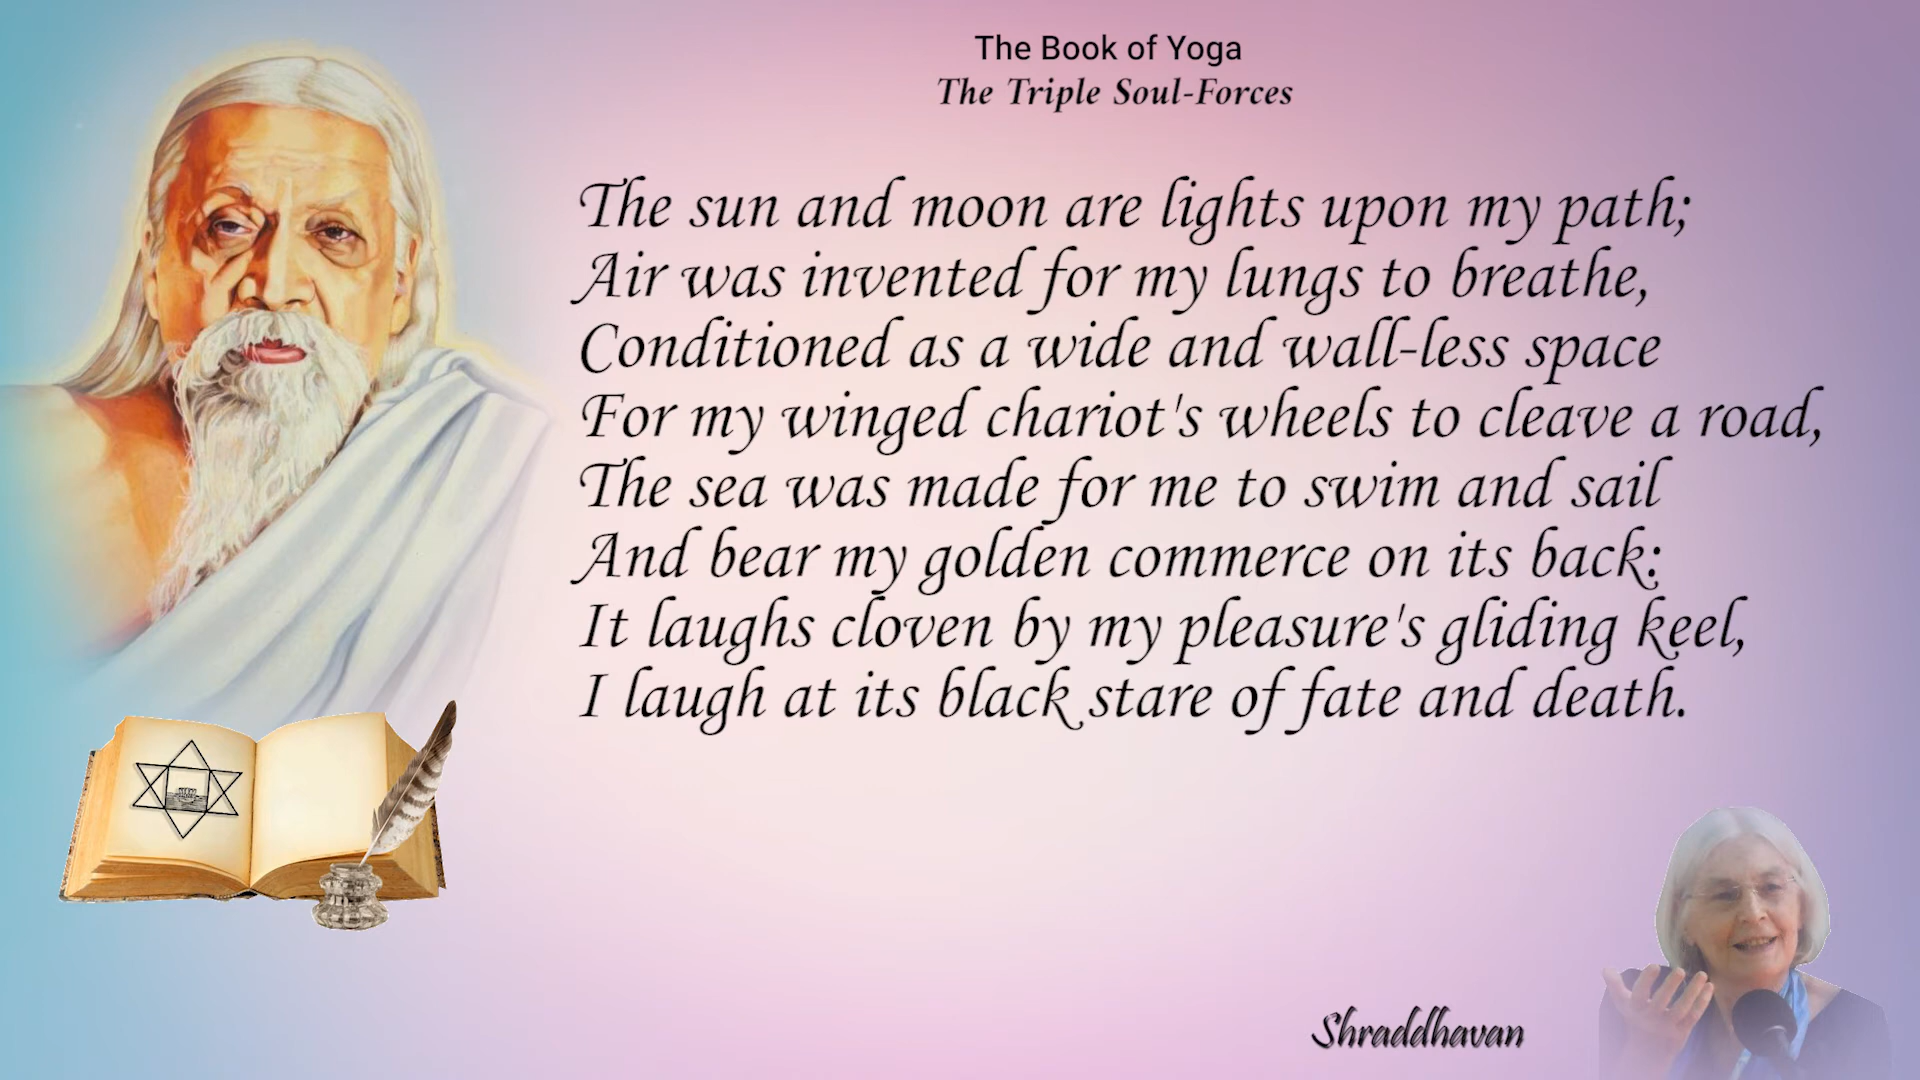 The Book of Yoga
The Triple Soul-Forces
The sun and moon are lights upon my path;
Air was invented for my lungs to breathe,
Conditioned as a wide and wall-less space
For my winged chariot's wheels to cleave a road,
The sea was made for me to swim and sail
And bear my golden commerce on its back:
It laughs cloven by my pleasure's gliding keel,
I laugh at its black stare of fate and death.
Shraddhavan